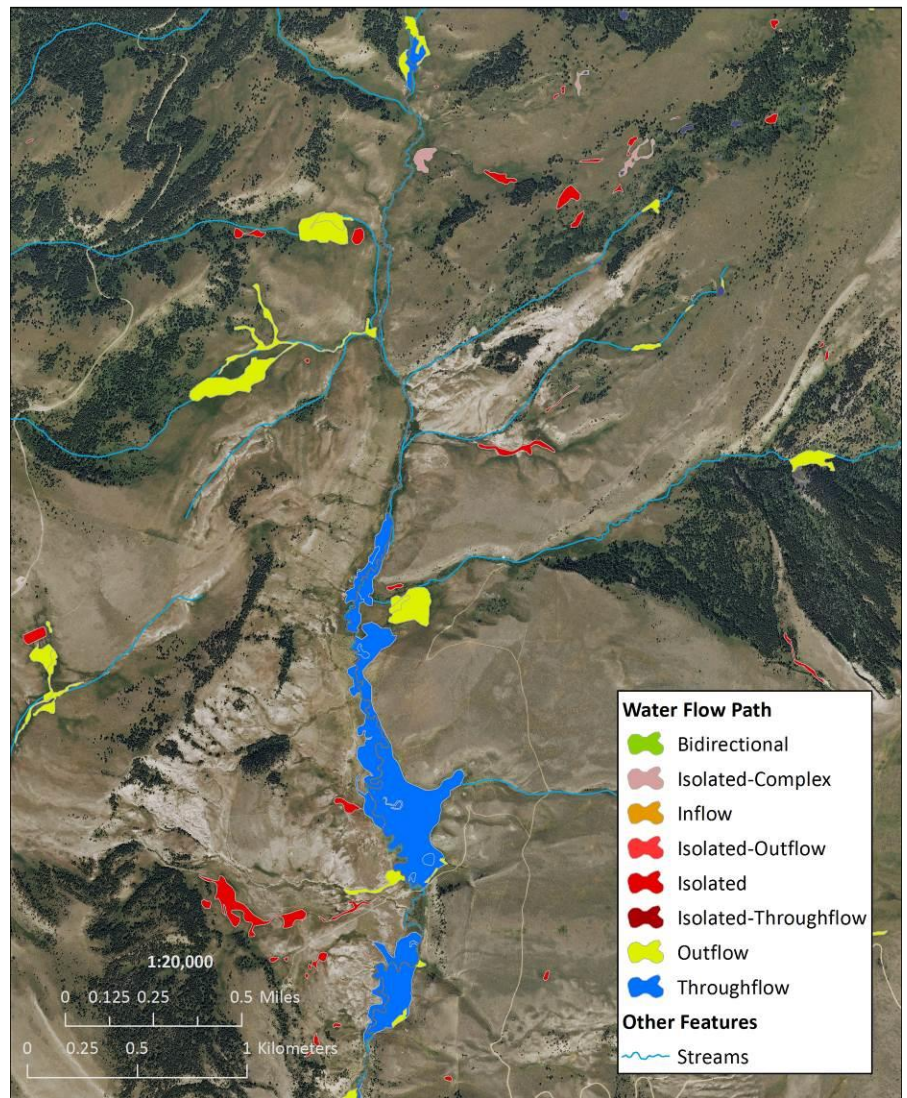 Water Flow Path
Bidirectional
Isolated-Complex
Inflow
Isolated-Outflow
Isolated
Isolated-Throughflow
Outflow
Throughflow
Other Features
Streams
1:20,000
0 0.125 0.25 0.5 Miles
0 0.25 0.5 1 Kilometers